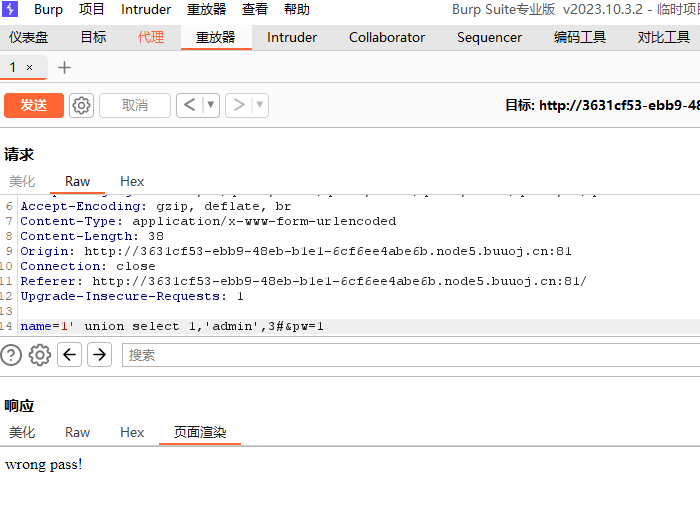 Burp 项目 Intruder 重放器 查看 帮助 Burp Suite专业版 v2023.10.3.2 - 临时项目
仪表盘 目标 代理 重放器 Intruder Collaborator Sequencer 编码工具 对比工具
1 × +
发送 取消 < > 目标: http://3631cf53-ebb9-48
请求
美化 Raw Hex
6 Accept-Encoding: gzip, deflate, br
7 Content-Type: application/x-www-form-urlencoded
8 Content-Length: 38
9 Origin: http://3631cf53-ebb9-48eb-b1e1-6cf6ee4abe6b.node5.buuoj.cn:81
10 Connection: close
11 Referer: http://3631cf53-ebb9-48eb-b1e1-6cf6ee4abe6b.node5.buuoj.cn:81/
12 Upgrade-Insecure-Requests: 1
13
14 name=1' union select 1,'admin',3#&pw=1
搜索
响应
美化 Raw Hex 页面渲染
wrong pass!